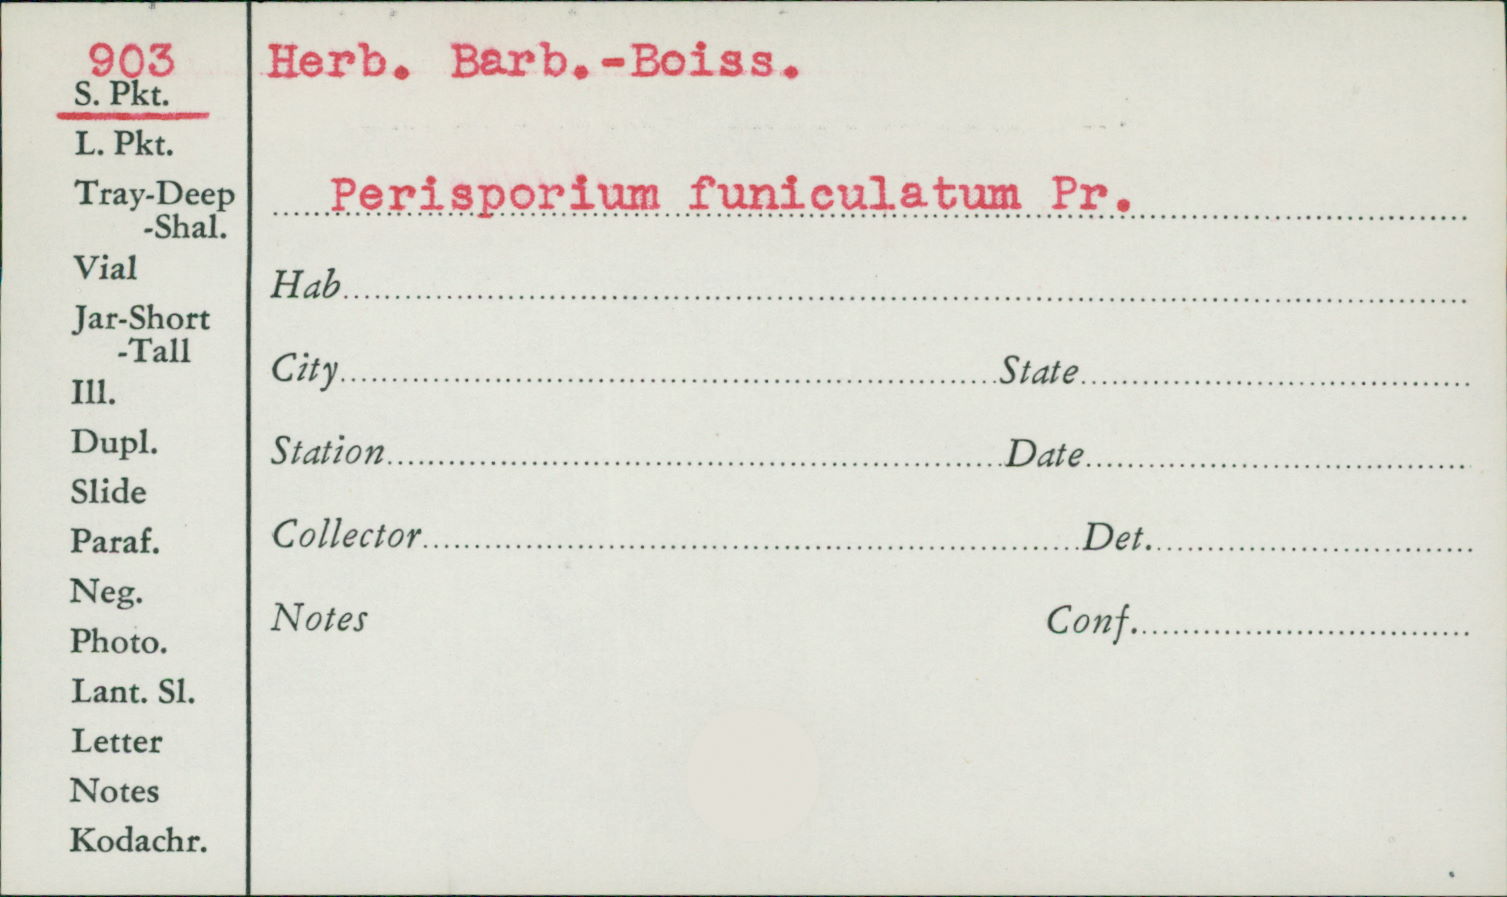 903
S. Pkt.
L. Pkt.
Tray-Deep
-Shal.
Vial
Jar-Short
-Tall
Ill.
Dupl.
Slide
Paraf.
Neg.
Photo.
Lant. Sl.
Letter
Notes
Kodachr.
Herb. Barb.-Boiss.
Perisporium funiculatum Pr.
Hab
City State
Station Date
Collector Det.
Notes Conf.